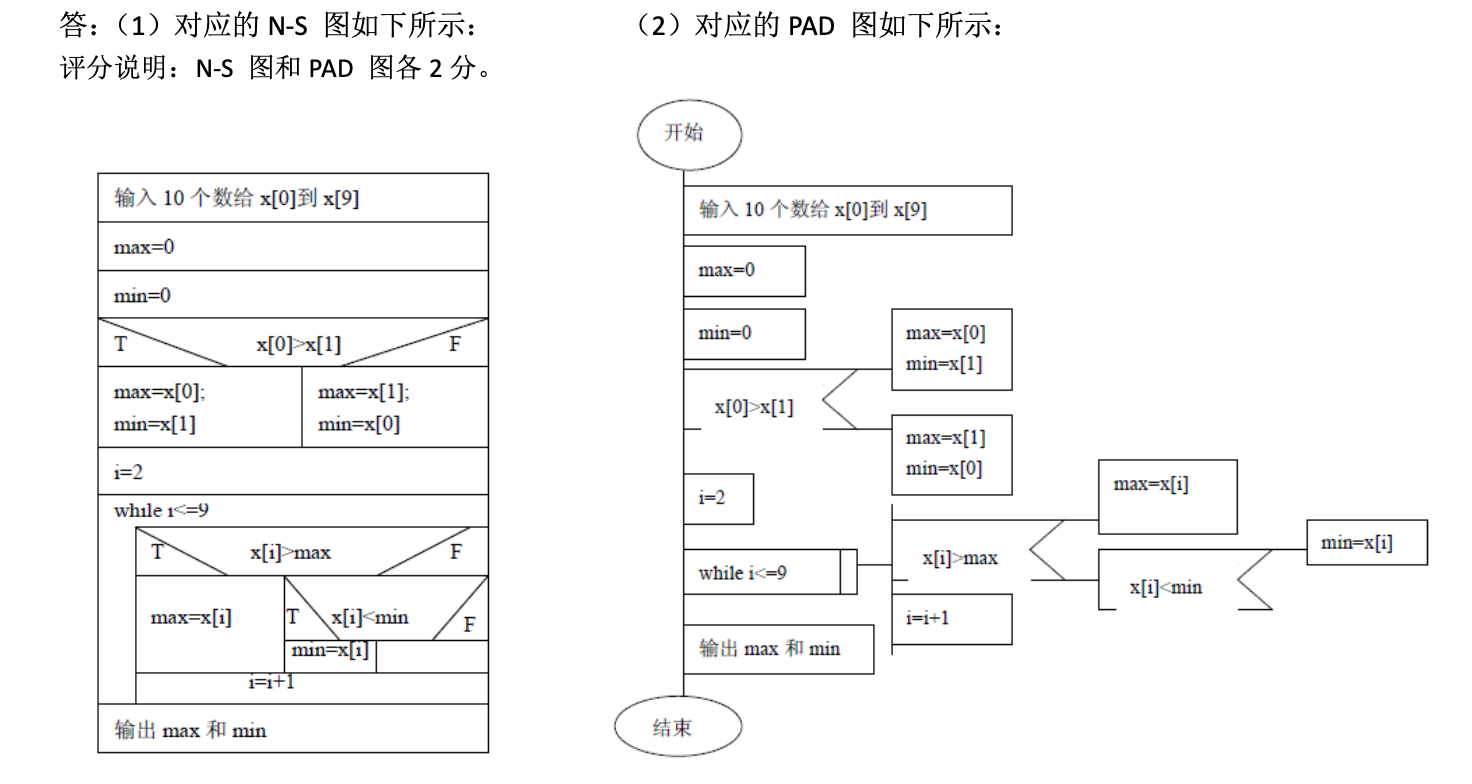 答：（1）对应的 N-S 图如下所示：
（2）对应的 PAD 图如下所示：
评分说明：N-S 图和 PAD 图各 2 分。
输入 10 个数给 x[0]到 x[9]
max=0
min=0
T
x[0]>x[1]
F
max=x[0];
min=x[1]
max=x[1];
min=x[0]
i=2
while i<=9
T
x[i]>max
F
max=x[i]
T
x[i]<min
F
min=x[i]
i=i+1
输出 max 和 min
开始
输入 10 个数给 x[0]到 x[9]
max=0
min=0
x[0]>x[1]
max=x[0]
min=x[1]
max=x[1]
min=x[0]
i=2
while i<=9
x[i]>max
max=x[i]
x[i]<min
min=x[i]
i=i+1
输出 max 和 min
结束